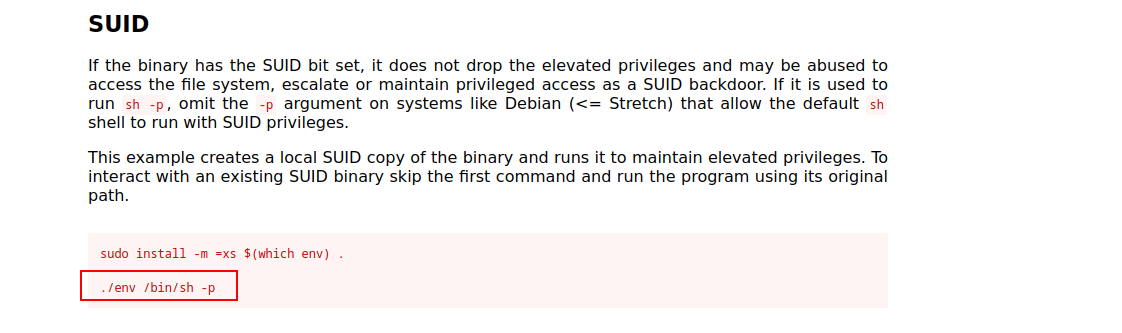 SUID
If the binary has the SUID bit set, it does not drop the elevated privileges and may be abused to
access the file system, escalate or maintain privileged access as a SUID backdoor. If it is used to
run sh -p, omit the -p argument on systems like Debian (<= Stretch) that allow the default sh
shell to run with SUID privileges.
This example creates a local SUID copy of the binary and runs it to maintain elevated privileges. To
interact with an existing SUID binary skip the first command and run the program using its original
path.
sudo install -m =xs $(which env) .
./env /bin/sh -p